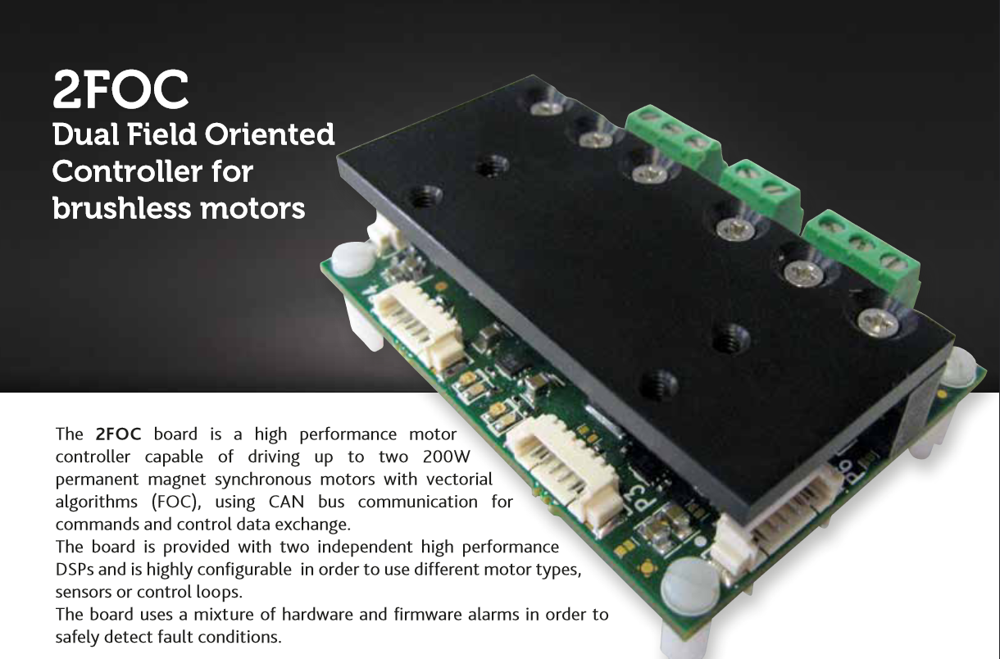 2FOC
Dual Field Oriented
Controller for
brushless motors
The 2FOC board is a high performance motor
controller capable of driving up to two 200W
permanent magnet synchronous motors with vectorial
algorithms (FOC), using CAN bus communication for
commands and control data exchange.
The board is provided with two independent high performance
DSPs and is highly configurable in order to use different motor types,
sensors or control loops.
The board uses a mixture of hardware and firmware alarms in order to
safely detect fault conditions.
P3
P6